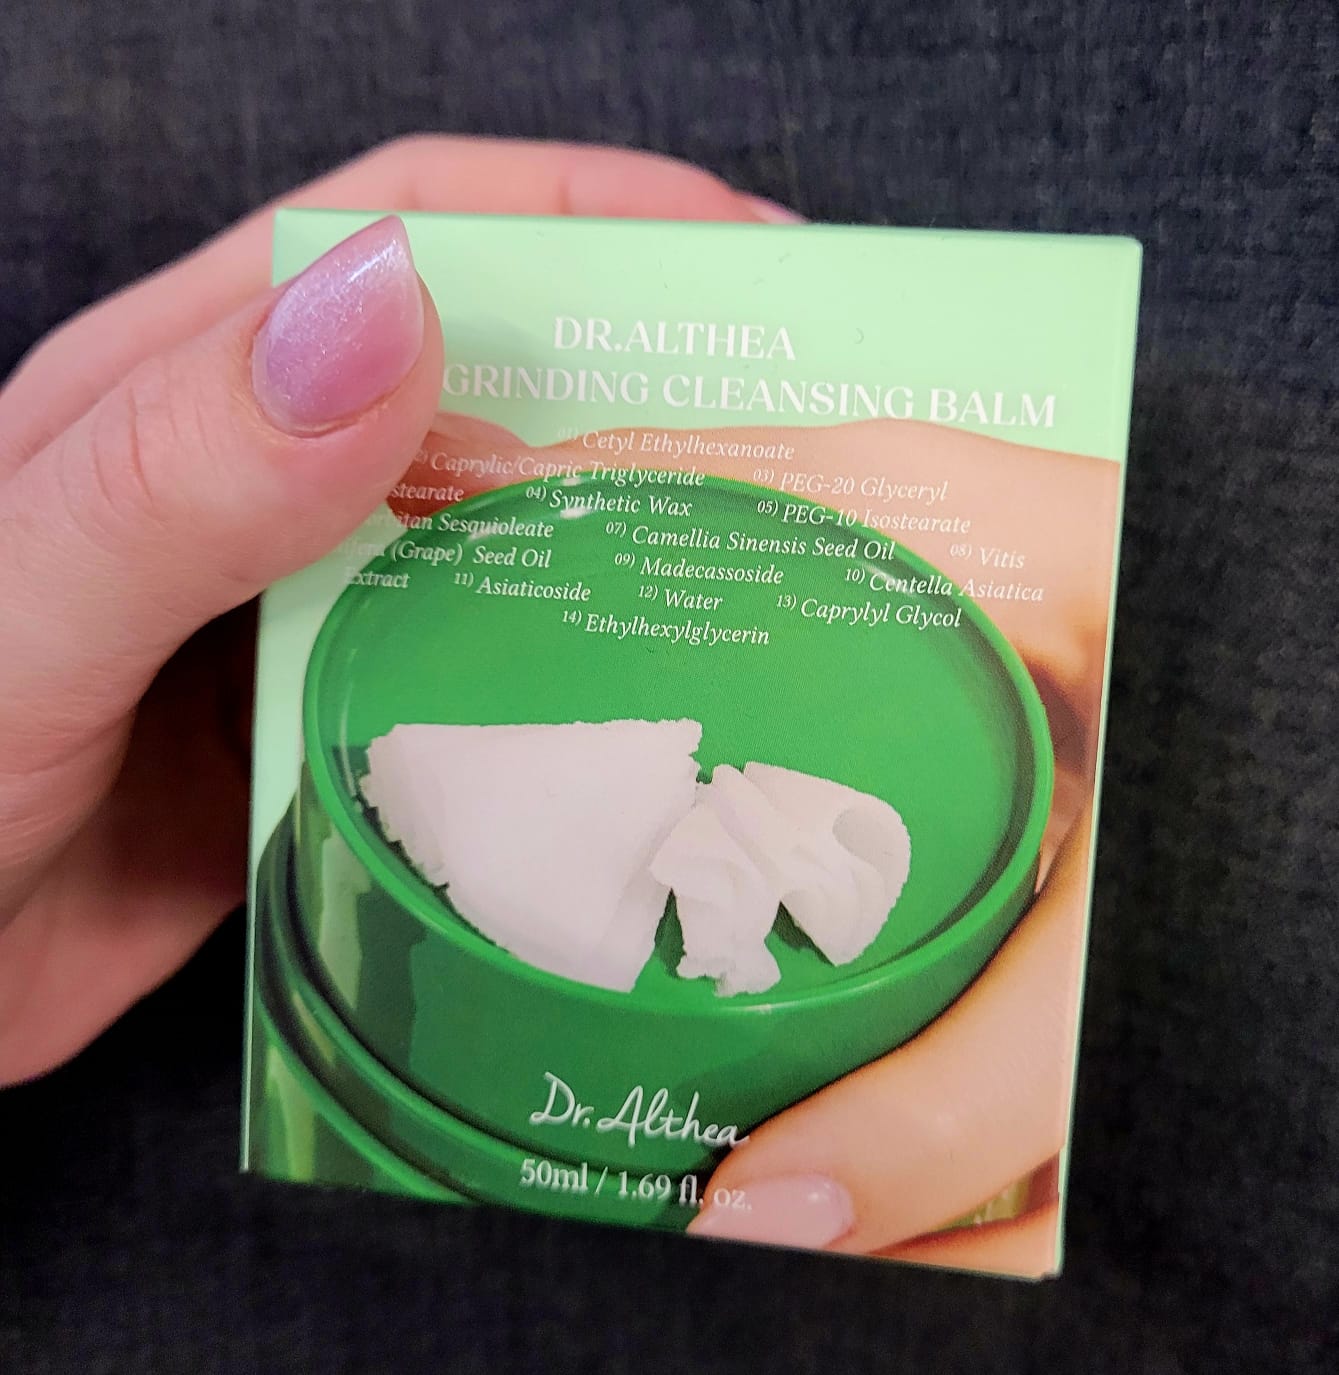 DR.ALTHEA
GRINDING CLEANSING BALM
01) Cetyl Ethylhexanoate
Caprylic/Capric Triglyceride 03) PEG-20 Glyceryl
stearate 04) Synthetic Wax 05) PEG-10 Isostearate
Sesquioleate 07) Camellia Sinensis Seed Oil 08) Vitis
(Grape) Seed Oil 09) Madecassoside 10) Centella Asiatica
Extract 11) Asiaticoside 12) Water 13) Caprylyl Glycol
14) Ethylhexylglycerin
Dr. Althea
50ml / 1.69 fl. oz.